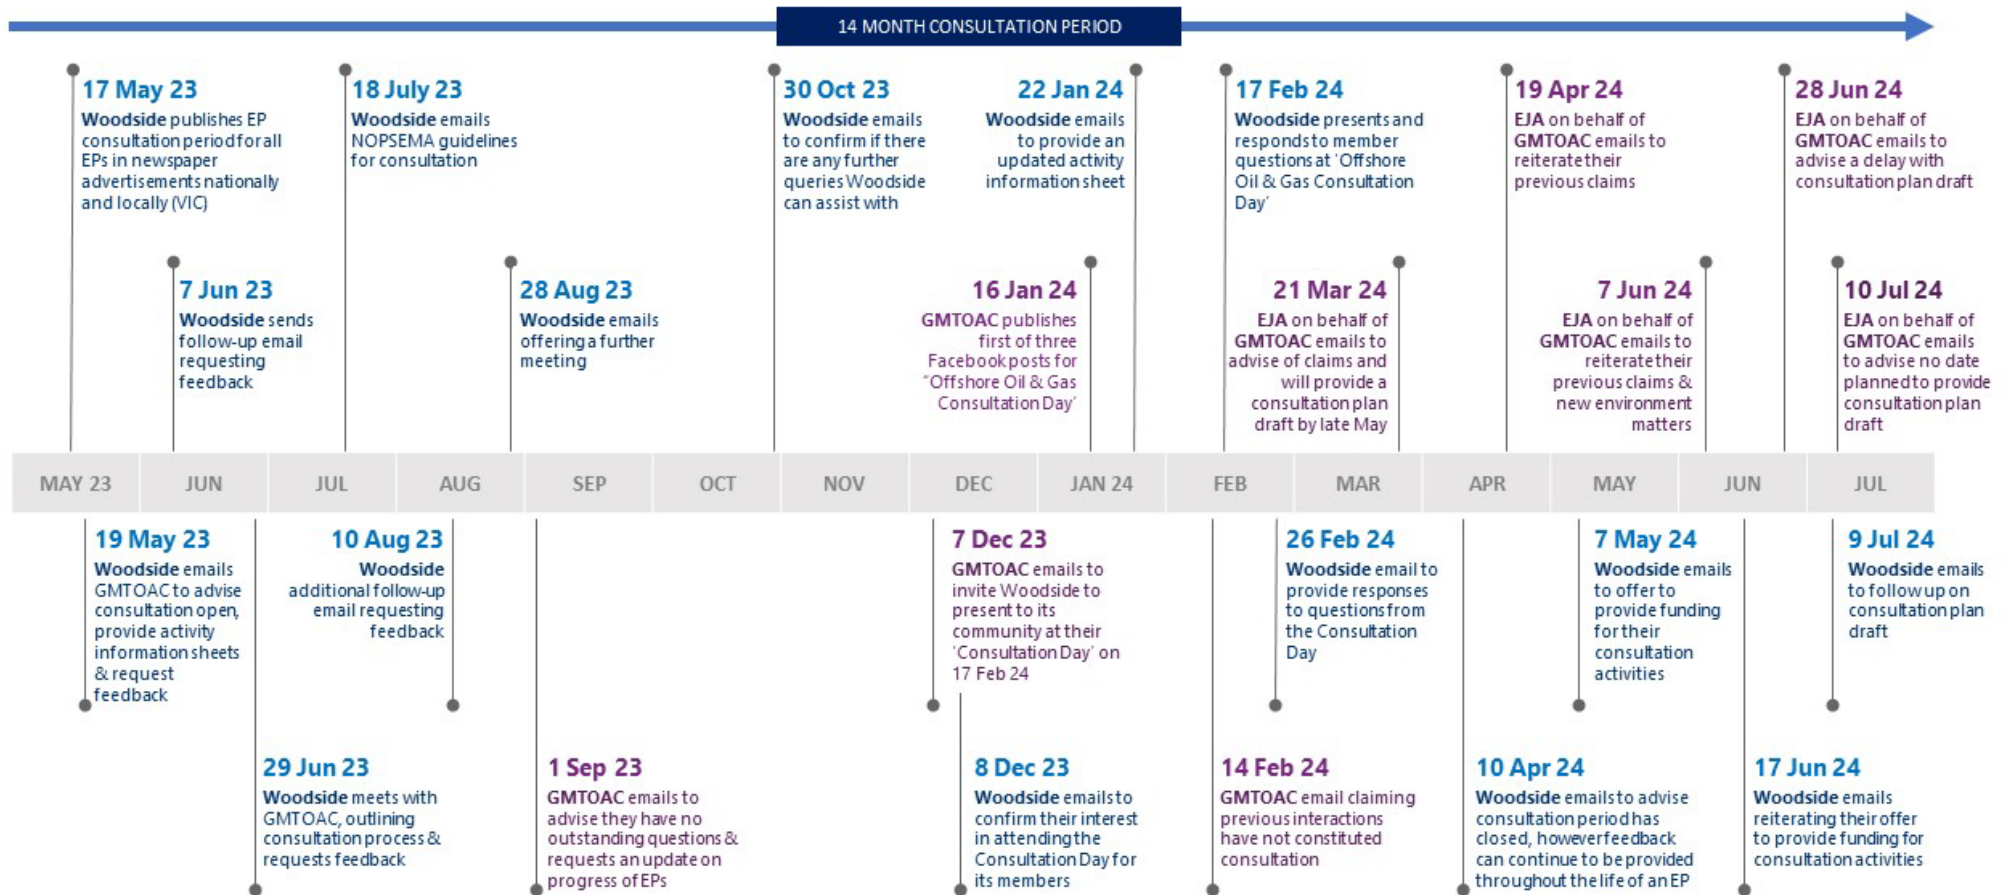 14 MONTH CONSULTATION PERIOD
17 May 23
Woodside publishes EP
consultation period for all
EPs in newspaper
advertisements nationally
and locally (VIC)
18 July 23
Woodside emails
NOPSEMA guidelines
for consultation
30 Oct 23
Woodside emails
to confirm if there
are any further
queries Woodside
can assist with
22 Jan 24
Woodside emails
to provide an
updated activity
information sheet
17 Feb 24
Woodside presents and
responds to member
questions at 'Offshore
Oil & Gas Consultation
Day'
19 Apr 24
EJA on behalf of
GMTOAC emails to
reiterate their
previous claims
28 Jun 24
EJA on behalf of
GMTOAC emails to
advise a delay with
consultation plan draft
7 Jun 23
Woodside sends
follow-up email
requesting
feedback
28 Aug 23
Woodside emails
offering a further
meeting
16 Jan 24
GMTOAC publishes
first of three
Facebook posts for
"Offshore Oil & Gas
Consultation Day'
21 Mar 24
EJA on behalf of
GMTOAC emails to
advise of claims and
will provide a
consultation plan
draft by late May
7 Jun 24
EJA on behalf of
GMTOAC emails to
reiterate their
previous claims &
new environment
matters
10 Jul 24
EJA on behalf of
GMTOAC emails
to advise no date
planned to provide
consultation plan
draft
MAY 23 JUN JUL AUG SEP OCT NOV DEC JAN 24 FEB MAR APR MAY JUN JUL
19 May 23
Woodside emails
GMTOAC to advise
consultation open,
provide activity
information sheets
& request
feedback
10 Aug 23
Woodside
additional follow-up
email requesting
feedback
7 Dec 23
GMTOAC emails to
invite Woodside to
present to its
community at their
'Consultation Day' on
17 Feb 24
26 Feb 24
Woodside email to
provide responses
to questions from
the Consultation
Day
7 May 24
Woodside emails
to offer to
provide funding
for their
consultation
activities
9 Jul 24
Woodside emails
to follow up on
consultation plan
draft
29 Jun 23
Woodside meets with
GMTOAC, outlining
consultation process &
requests feedback
1 Sep 23
GMTOAC emails to
advise they have no
outstanding questions &
requests an update on
progress of EPs
8 Dec 23
Woodside emails to
confirm their interest
in attending the
Consultation Day for
its members
14 Feb 24
GMTOAC email claiming
previous interactions
have not constituted
consultation
10 Apr 24
Woodside emails to advise
consultation period has
closed, however feedback
can continue to be provided
throughout the life of an EP
17 Jun 24
Woodside emails
reiterating their offer
to provide funding for
consultation activities